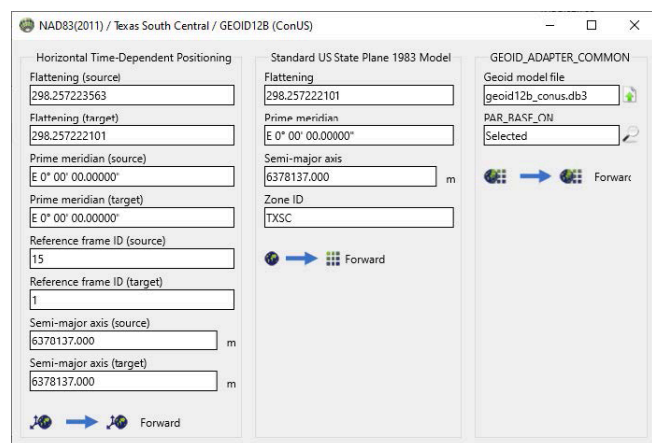 NAD83(2011) / Texas South Central / GEOID12B (ConUS)
Horizontal Time-Dependent Positioning
Flattening (source)
298.257223563
Flattening (target)
298.257222101
Prime meridian (source)
E 0° 00' 00.00000'
Prime meridian (target)
E 0° 00' 00.00000'
Reference frame ID (source)
15
Reference frame ID (target)
1
Semi-major axis (source)
6378137.000 m
Semi-major axis (target)
6378137.000 m
Forward
Standard US State Plane 1983 Model
Flattening
298.257222101
Prime meridian
E 0° 00' 00.00000"
Semi-major axis
6378137.000 m
Zone ID
TXSC
Forward
GEOID_ADAPTER_COMMON
Geoid model file
geoid12b_conus.db3
PAR_BASE_ON
Selected
Forward